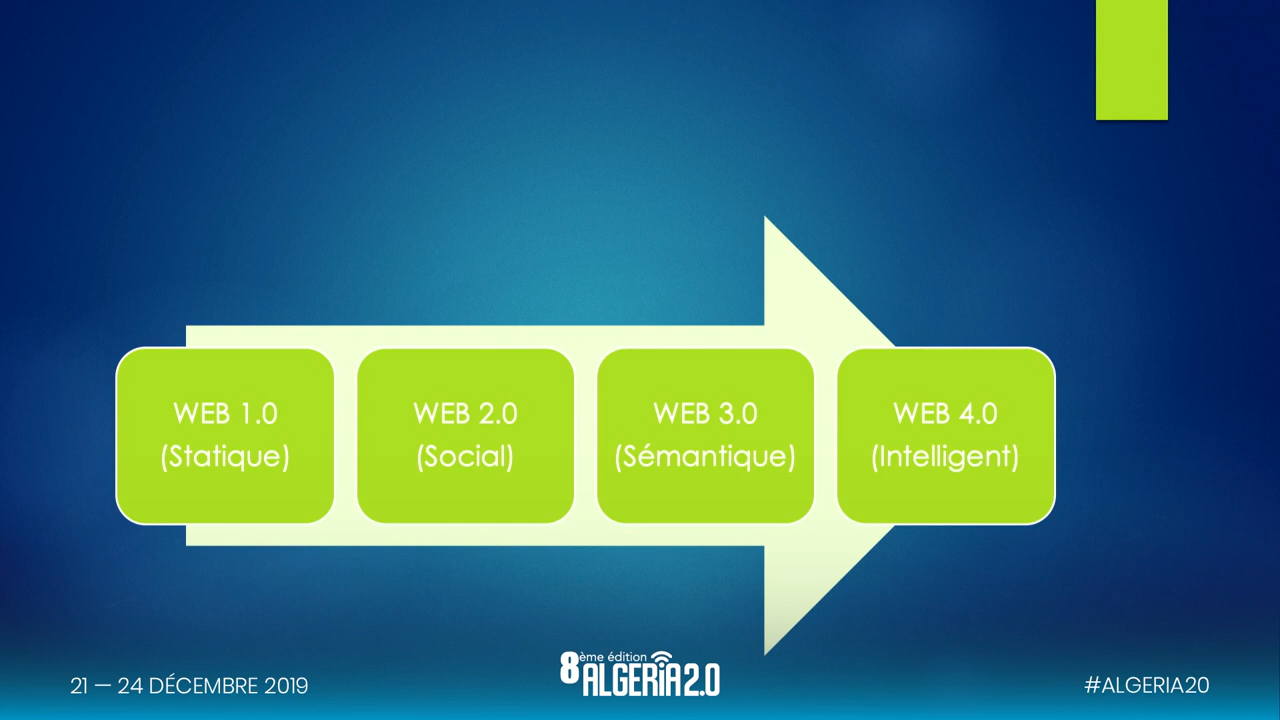 WEB 1.0
(Statique)
WEB 2.0
(Social)
WEB 3.0
(Sémantique)
WEB 4.0
(Intelligent)
21 — 24 DÉCEMBRE 2019
8ème édition
ALGERIA 2.0
#ALGERIA20